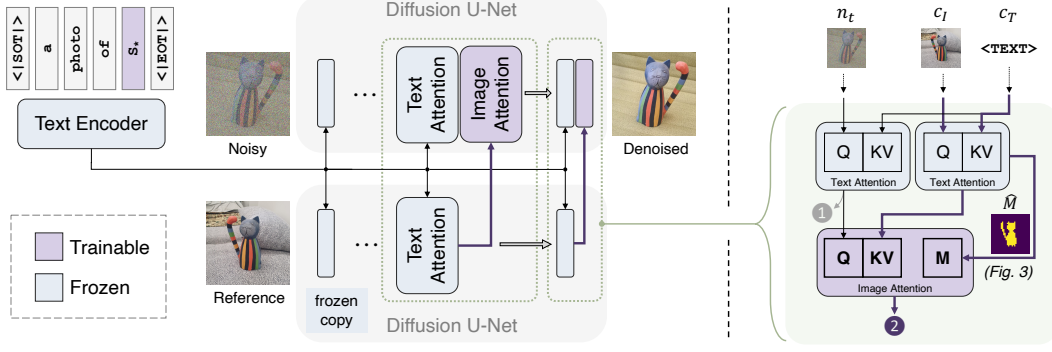 <|SOT|>
a
photo
of
S*
<|EOT|>
Text Encoder
Trainable
Frozen
Diffusion U-Net
Noisy
...
Text
Attention
Image
Attention
Denoised
Reference
...
Text
Attention
frozen
copy
Diffusion U-Net
n_t
c_I
c_T
<TEXT>
Q
KV
Text Attention
Q
KV
Text Attention
1
M̂
Q
KV
M
(Fig. 3)
Image Attention
2